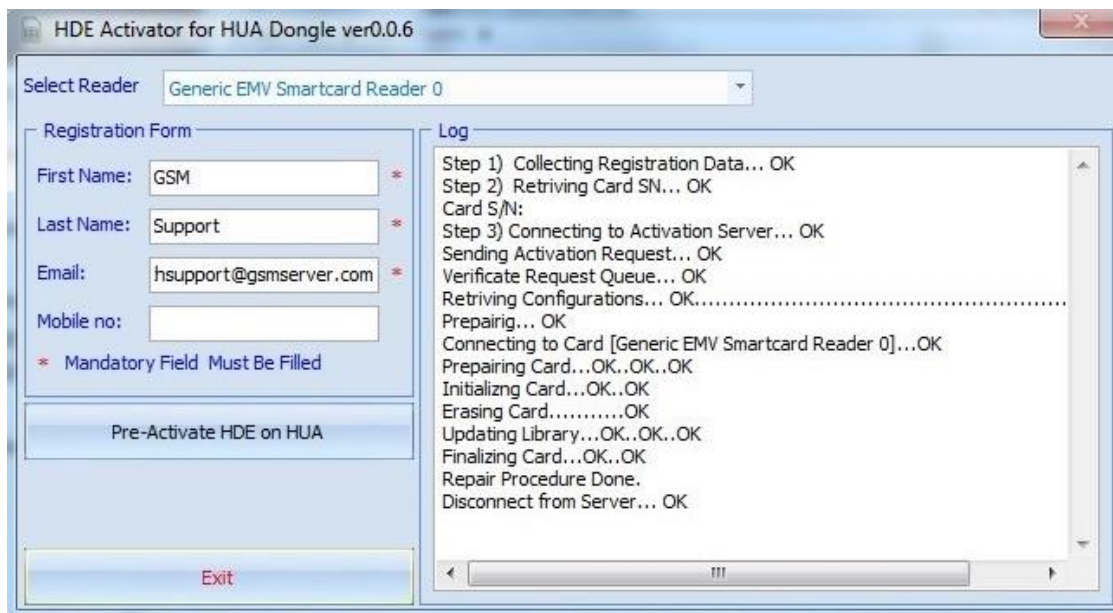 HDE Activator for HUA Dongle ver0.0.6
Select Reader
Generic EMV Smartcard Reader 0
Registration Form
First Name:
GSM
*
Last Name:
Support
*
Email:
hsupport@gsmserver.com
*
Mobile no:
* Mandatory Field Must Be Filled
Pre-Activate HDE on HUA
Exit
Log
Step 1) Collecting Registration Data... OK
Step 2) Retriving Card SN... OK
Card S/N:
Step 3) Connecting to Activation Server... OK
Sending Activation Request... OK
Verificate Request Queue... OK
Retriving Configurations... OK......................................................
Prepairig... OK
Connecting to Card [Generic EMV Smartcard Reader 0]...OK
Prepairing Card...OK..OK..OK
Initializng Card...OK..OK
Erasing Card...........OK
Updating Library...OK..OK..OK
Finalizing Card...OK..OK
Repair Procedure Done.
Disconnect from Server... OK